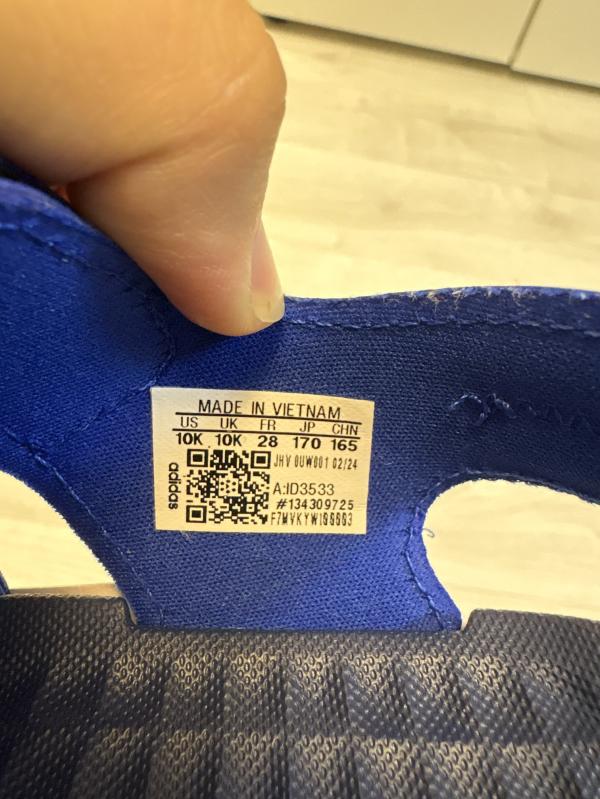 MADE IN VIETNAM
US UK FR JP CHN
10K 10K 28 170 165
adidas
JHV 0UW001 02/24
A:ID3533
#134309725